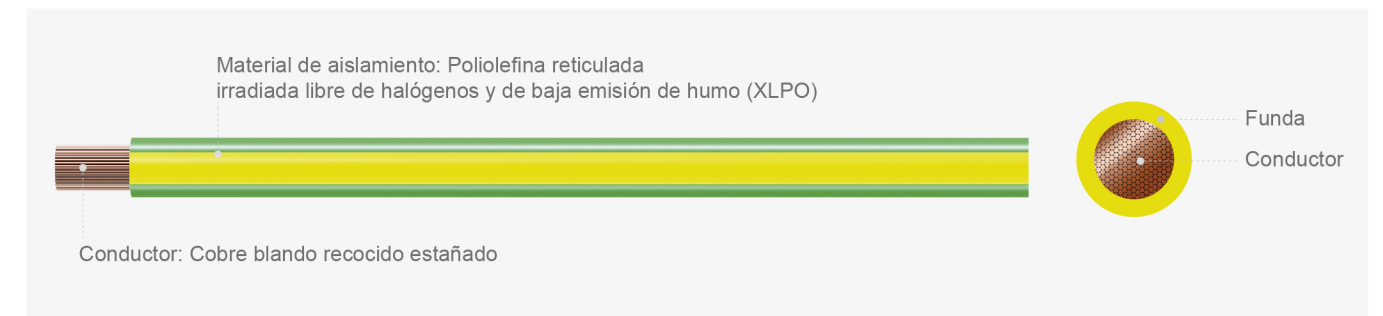 Material de aislamiento: Poliolefina reticulada
irradiada libre de halógenos y de baja emisión de humo (XLPO)
Funda
Conductor
Conductor: Cobre blando recocido estañado